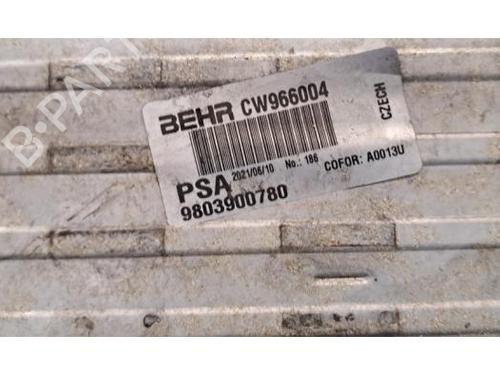 B-PARTS
BEHR CW966004
CZECH
PSA 2021/06/10 No.: 186 COFOR: A0013U
9803900780